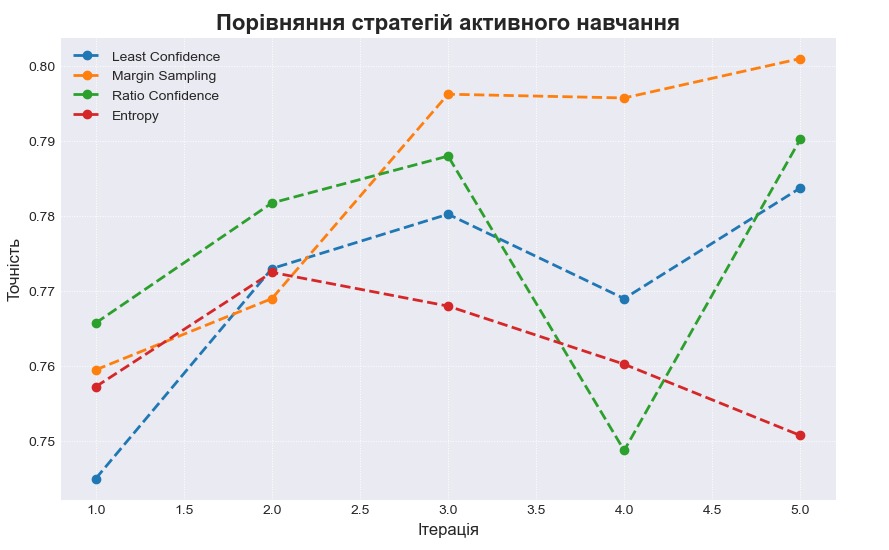 Порівняння стратегій активного навчання
Least Confidence
Margin Sampling
Ratio Confidence
Entropy
Точність
0.80
0.79
0.78
0.77
0.76
0.75
1.0 1.5 2.0 2.5 3.0 3.5 4.0 4.5 5.0
Ітерація